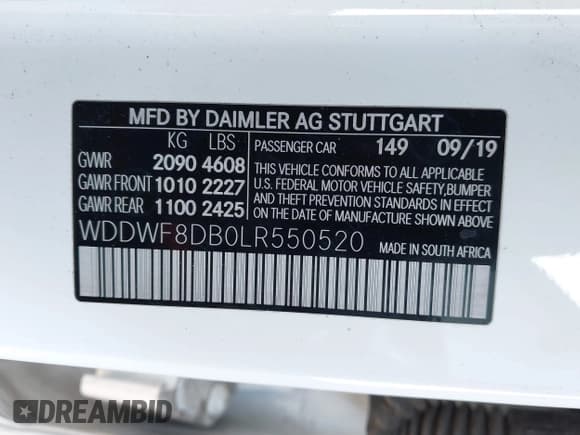 MFD BY DAIMLER AG STUTTGART
KG LBS
GVWR 2090 4608
GAWR FRONT 1010 2227
GAWR REAR 1100 2425
PASSENGER CAR 149 09/19
THIS VEHICLE CONFORMS TO ALL APPLICABLE
U.S. FEDERAL MOTOR VEHICLE SAFETY,BUMPER
AND THEFT PREVENTION STANDARDS IN EFFECT
ON THE DATE OF MANUFACTURE SHOWN ABOVE.
WDDWF8DB0LR550520 MADE IN SOUTH AFRICA
DREAMBID